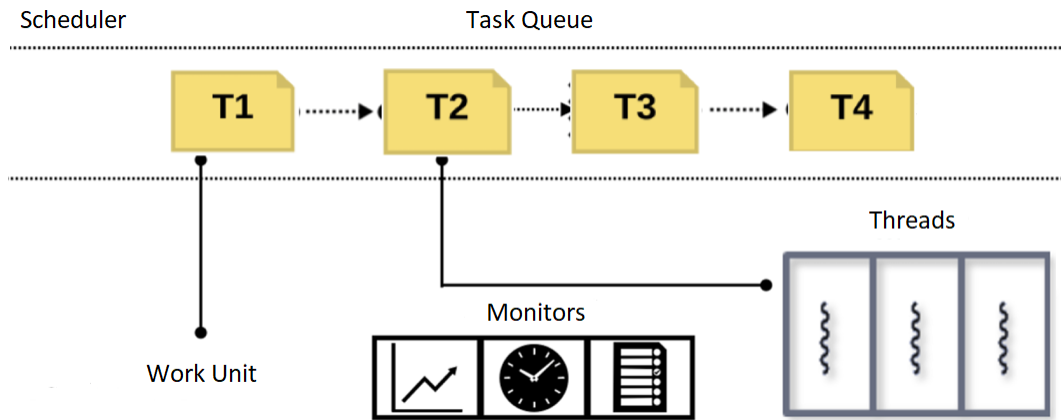 Scheduler
Task Queue
T1
T2
T3
T4
Threads
Monitors
Work Unit